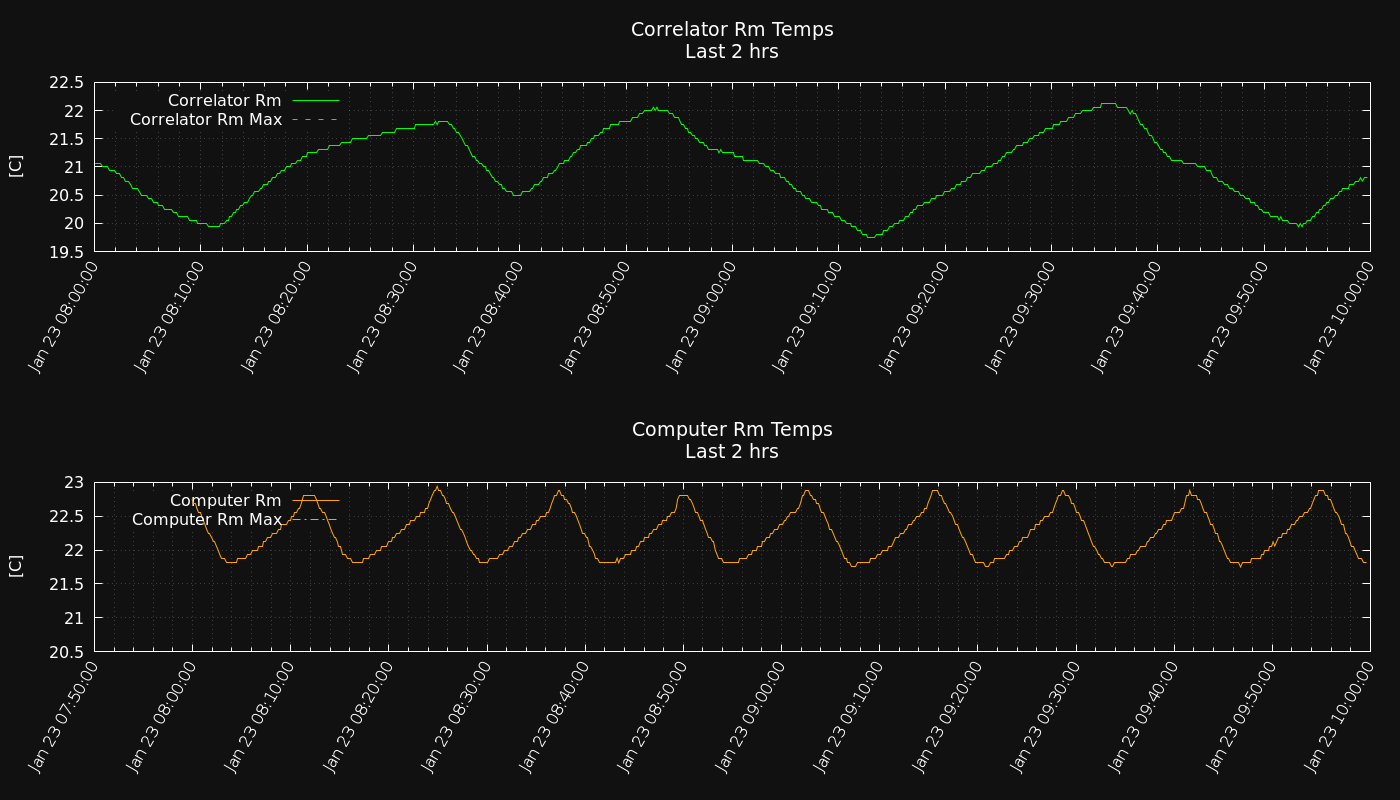 Correlator Rm Temps
Last 2 hrs
22.5
22
21.5
21
20.5
20
19.5
[C]
Correlator Rm
Correlator Rm Max
Jan 23 08:00:00
Jan 23 08:10:00
Jan 23 08:20:00
Jan 23 08:30:00
Jan 23 08:40:00
Jan 23 08:50:00
Jan 23 09:00:00
Jan 23 09:10:00
Jan 23 09:20:00
Jan 23 09:30:00
Jan 23 09:40:00
Jan 23 09:50:00
Jan 23 10:00:00
Computer Rm Temps
Last 2 hrs
23
22.5
22
21.5
21
20.5
[C]
Computer Rm
Computer Rm Max
Jan 23 07:50:00
Jan 23 08:00:00
Jan 23 08:10:00
Jan 23 08:20:00
Jan 23 08:30:00
Jan 23 08:40:00
Jan 23 08:50:00
Jan 23 09:00:00
Jan 23 09:10:00
Jan 23 09:20:00
Jan 23 09:30:00
Jan 23 09:40:00
Jan 23 09:50:00
Jan 23 10:00:00